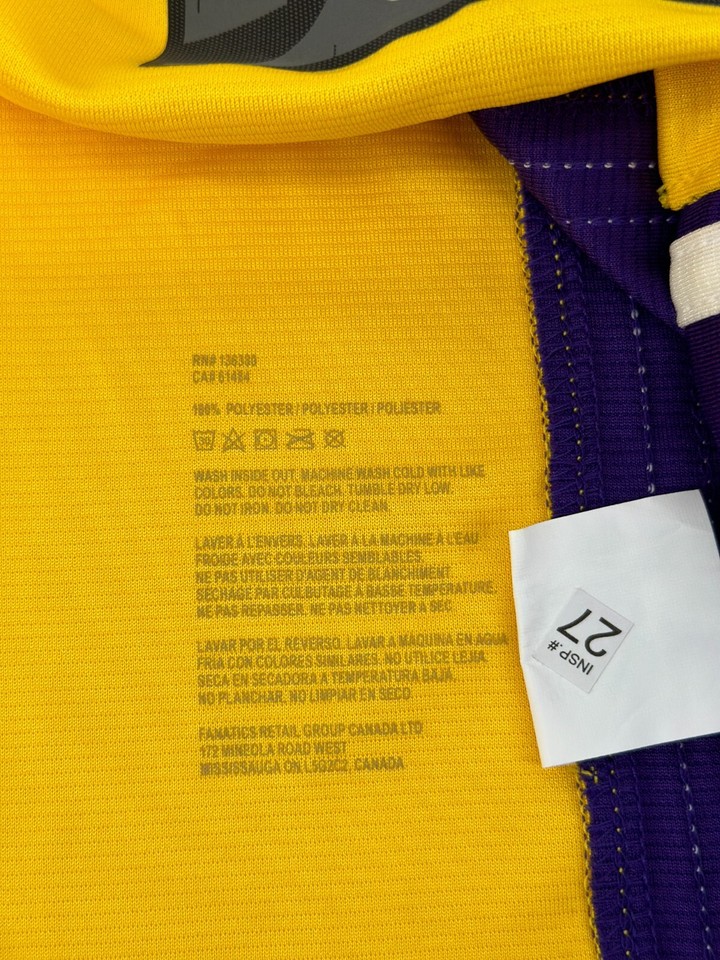 RN# 136380
CA# 61484
100% POLYESTER / POLYESTER / POLIÉSTER
30
WASH INSIDE OUT. MACHINE WASH COLD WITH LIKE
COLORS. DO NOT BLEACH. TUMBLE DRY LOW.
DO NOT IRON. DO NOT DRY CLEAN.
LAVER À L'ENVERS. LAVER À LA MACHINE À L'EAU
FROIDE AVEC COULEURS SEMBLABLES.
NE PAS UTILISER D'AGENT DE BLANCHIMENT.
SÉCHAGE PAR CULBUTAGE À BASSE TEMPÉRATURE.
NE PAS REPASSER. NE PAS NETTOYER À SEC.
LAVAR POR EL REVERSO. LAVAR A MAQUINA EN AGUA
FRIA CON COLORES SIMILARES. NO UTILICE LEJIA.
SECA EN SECADORA A TEMPERATURA BAJA.
NO PLANCHAR. NO LIMPIAR EN SECO.
FANATICS RETAIL GROUP CANADA LTD
172 MINEOLA ROAD WEST
MISSISSAUGA ON L5G2C2, CANADA
INSP.#
27